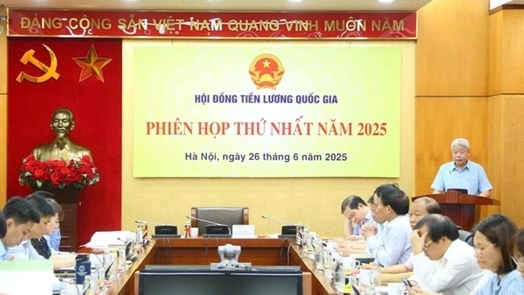 ĐẢNG CỘNG SẢN VIỆT NAM QUANG VINH MUÔN NĂM!
HỘI ĐỒNG TIỀN LƯƠNG QUỐC GIA
PHIÊN HỌP THỨ NHẤT NĂM 2025
Hà Nội, ngày 26 tháng 6 năm 2025